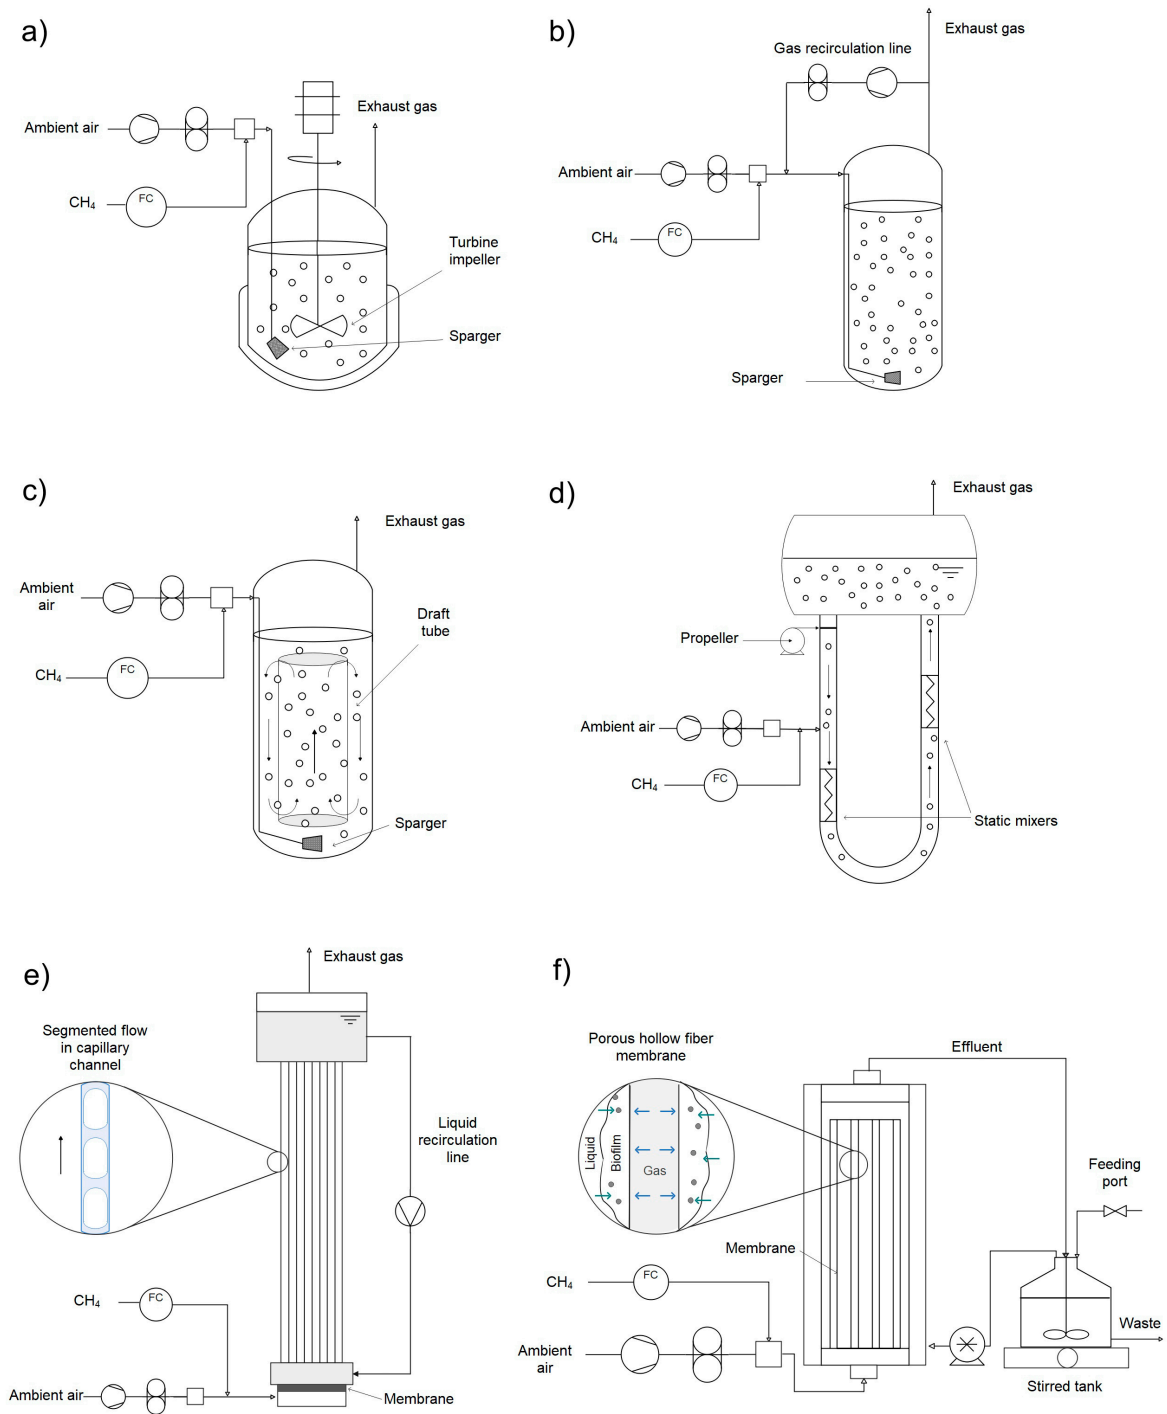 a)
Ambient air
CH₄
FC
Exhaust gas
Turbine
impeller
Sparger
b)
Exhaust gas
Gas recirculation line
Ambient air
CH₄
FC
Sparger
c)
Exhaust gas
Ambient
air
CH₄
FC
Draft
tube
Sparger
d)
Exhaust gas
Propeller
Ambient air
CH₄
FC
Static mixers
e)
Exhaust gas
Segmented flow
in capillary
channel
Liquid
recirculation
line
CH₄
FC
Ambient air
Membrane
f)
Porous hollow fiber
membrane
Effluent
Liquid
Biofilm
Gas
Feeding
port
Membrane
CH₄
FC
Ambient
air
Waste
Stirred tank